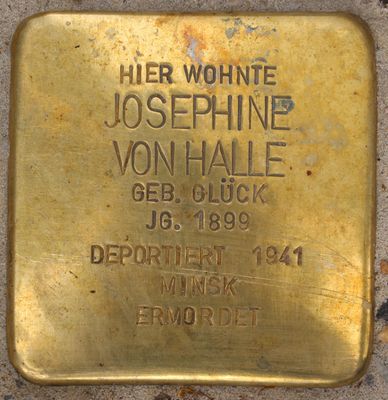 HIER WOHNTE
JOSEPHINE
VON HALLE
GEB. GLÜCK
JG. 1899
DEPORTIERT 1941
MINSK
ERMORDET